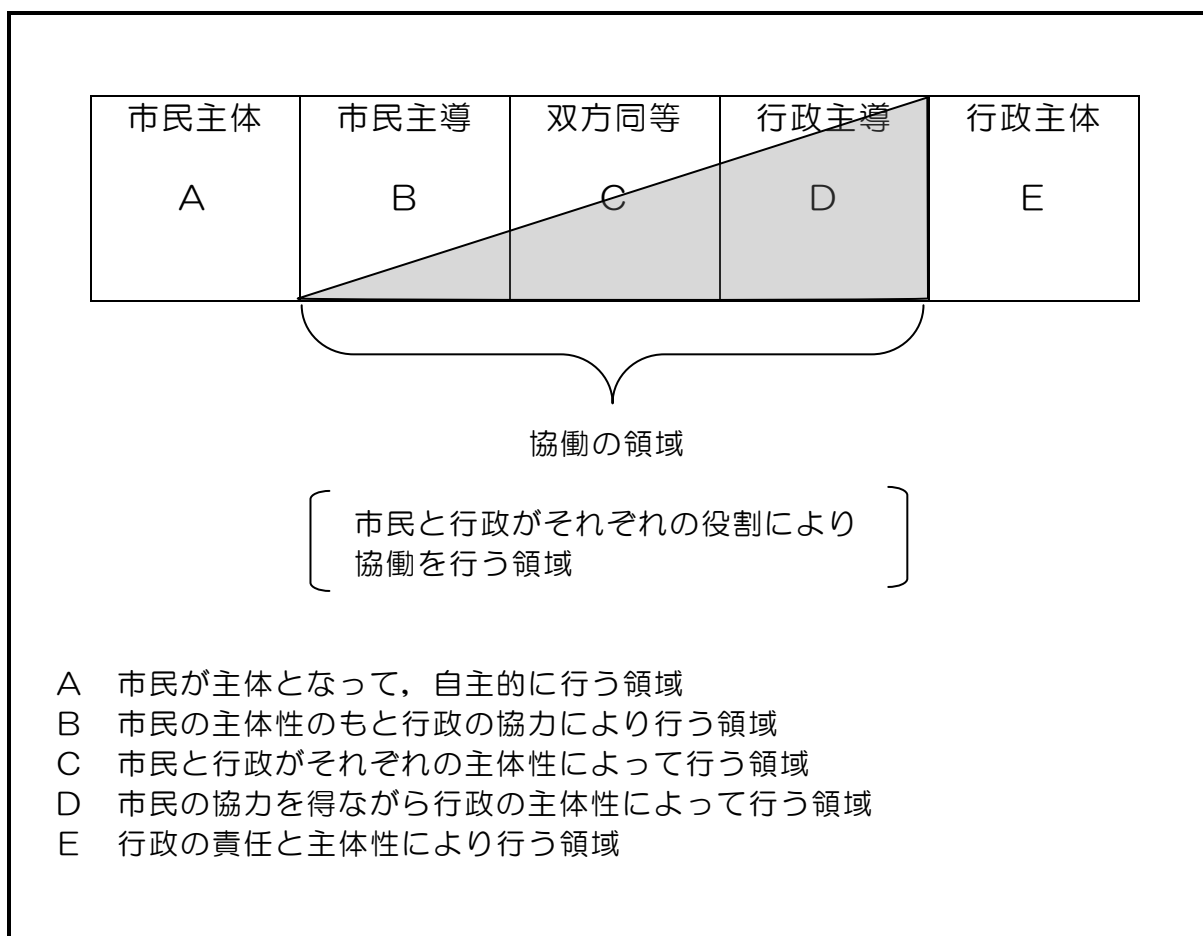 市民主体 市民主導 双方同等 行政主導 行政主体
A B C D E
協働の領域
市民と行政がそれぞれの役割により
協働を行う領域
A 市民が主体となって，自主的に行う領域
B 市民の主体性のもと行政の協力により行う領域
C 市民と行政がそれぞれの主体性によって行う領域
D 市民の協力を得ながら行政の主体性によって行う領域
E 行政の責任と主体性により行う領域